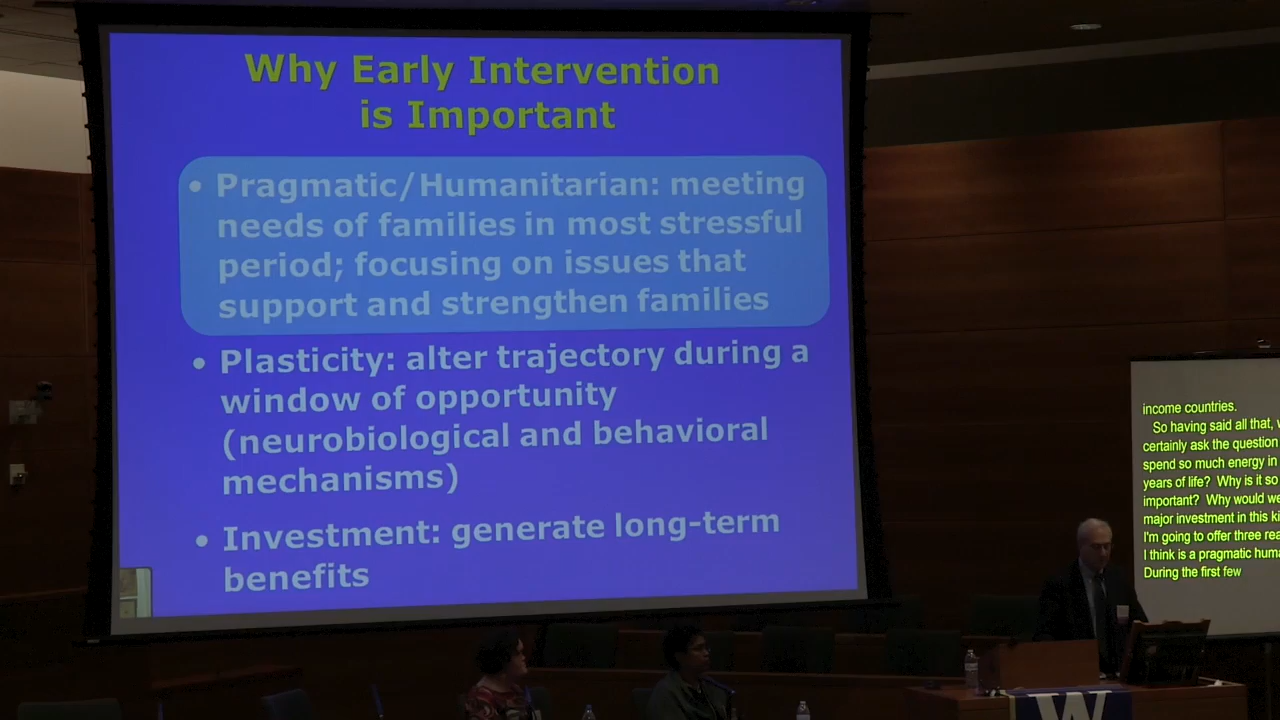 Why Early Intervention
is Important
• Pragmatic/Humanitarian: meeting
needs of families in most stressful
period; focusing on issues that
support and strengthen families
• Plasticity: alter trajectory during a
window of opportunity
(neurobiological and behavioral
mechanisms)
• Investment: generate long-term
benefits
income countries.
So having said all that,
certainly ask the question
spend so much energy in
years of life? Why is it so
important? Why would we
major investment in this
I'm going to offer three
I think is a pragmatic
During the first few
W